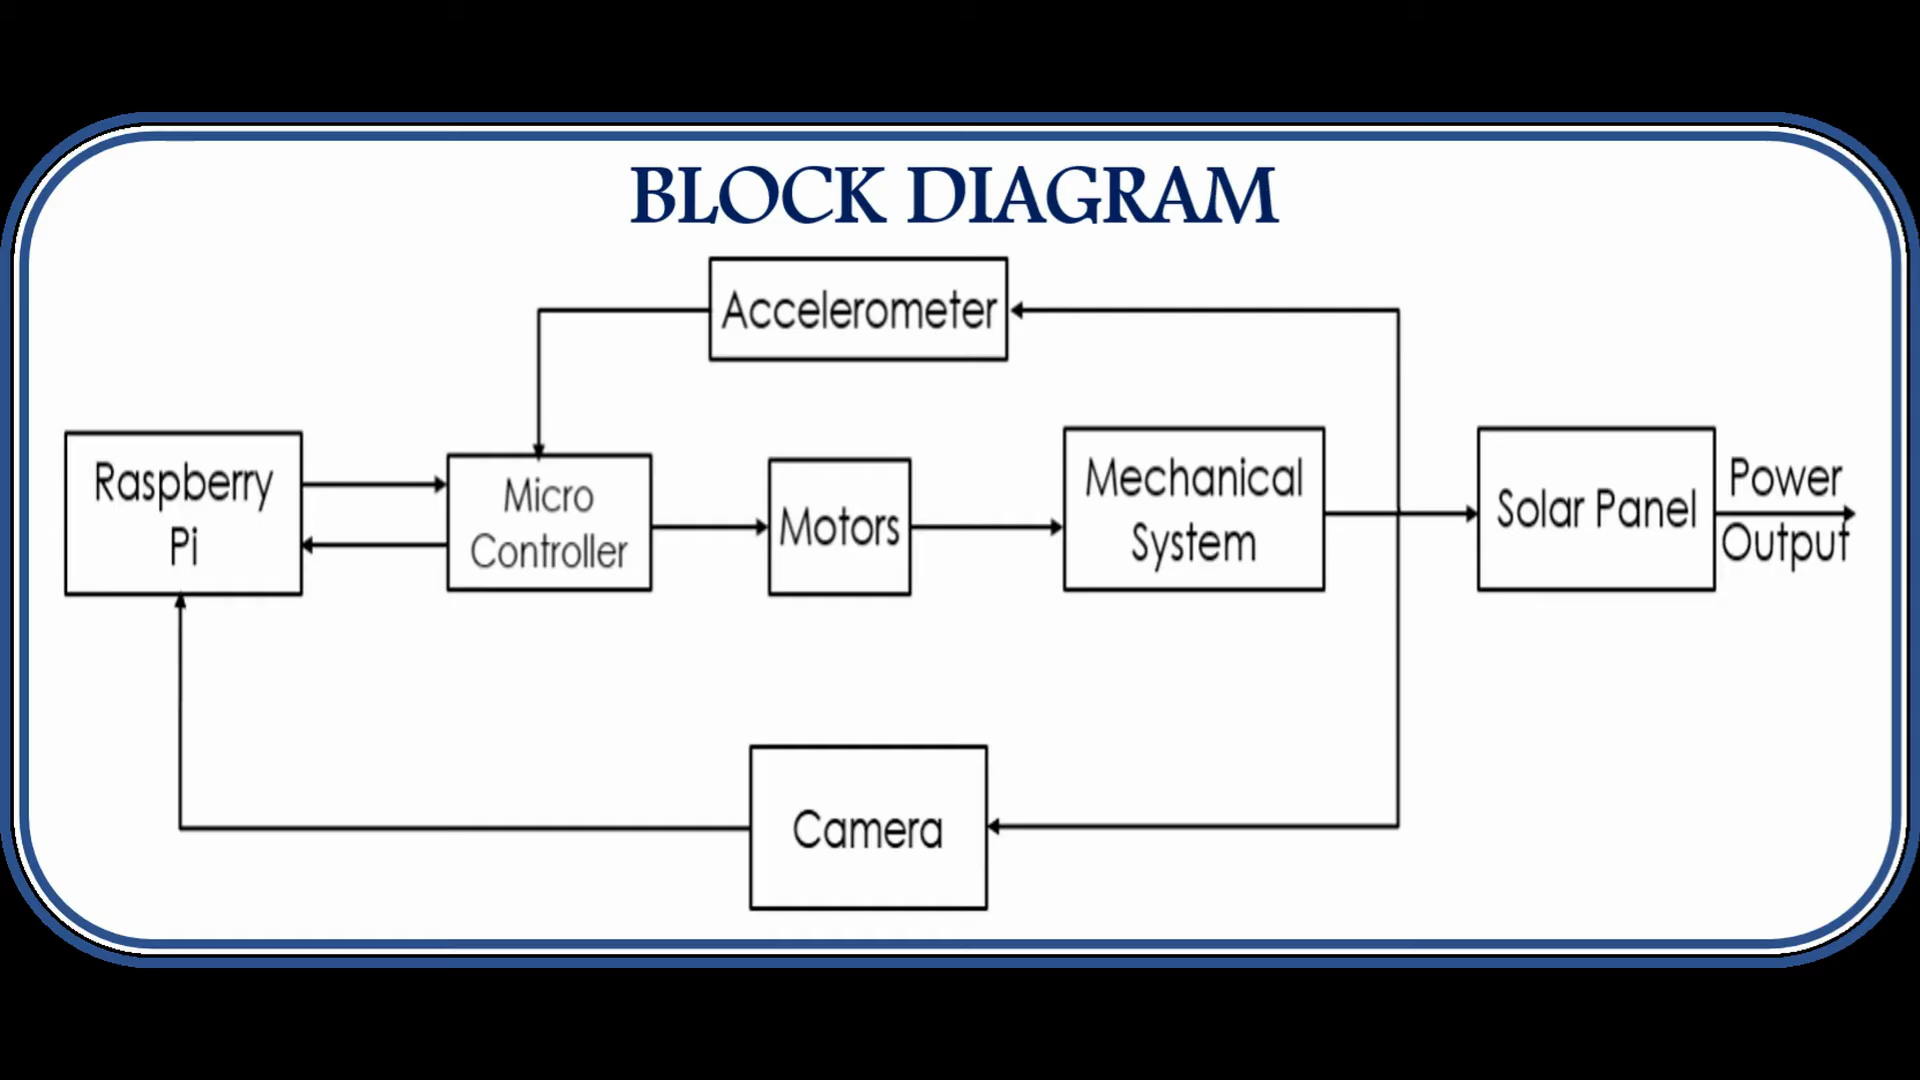 BLOCK DIAGRAM
Accelerometer
Raspberry
Pi
Micro
Controller
Motors
Mechanical
System
Solar Panel
Power
Output
Camera